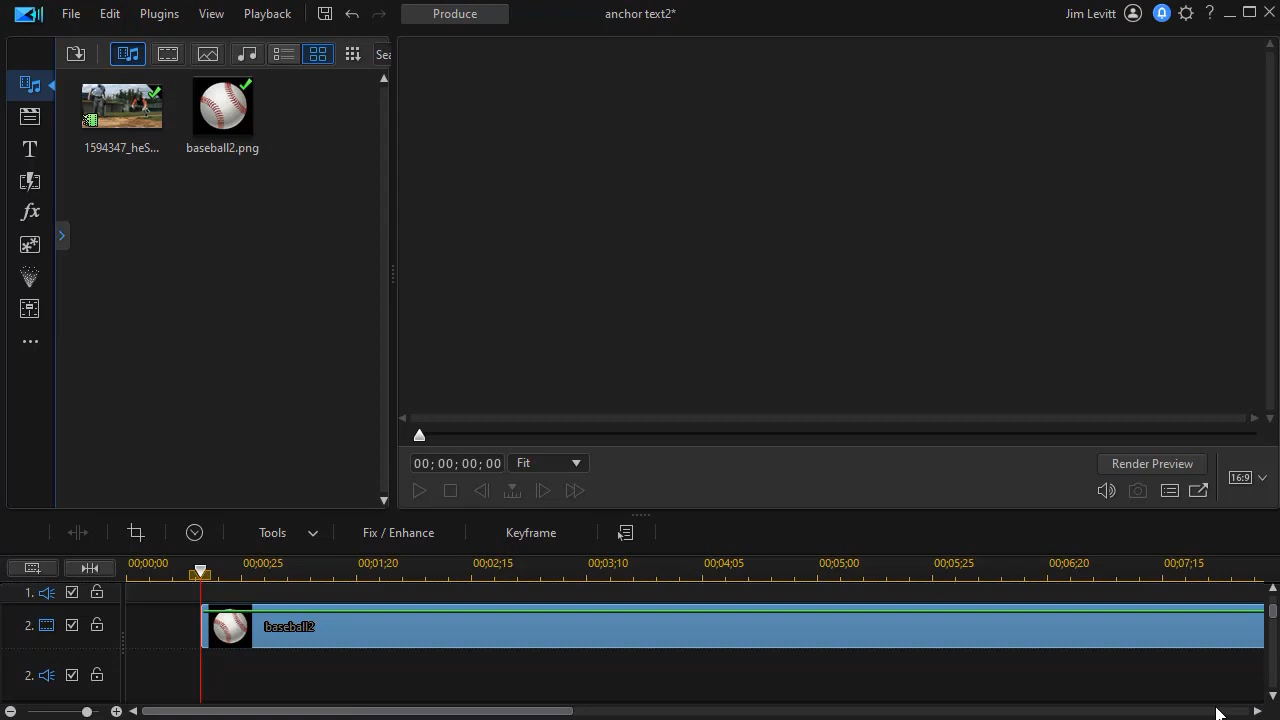 File Edit Plugins View Playback Produce anchor text2* Jim Levitt ?
Sea
1594347_heS... baseball2.png
T
fx
00; 00; 00; 00 Fit Render Preview 16:9
Tools Fix / Enhance Keyframe
00;00;00 00;00;25 00;01;20 00;02;15 00;03;10 00;04;05 00;05;00 00;05;25 00;06;20 00;07;15
1.
2. baseball2
2.